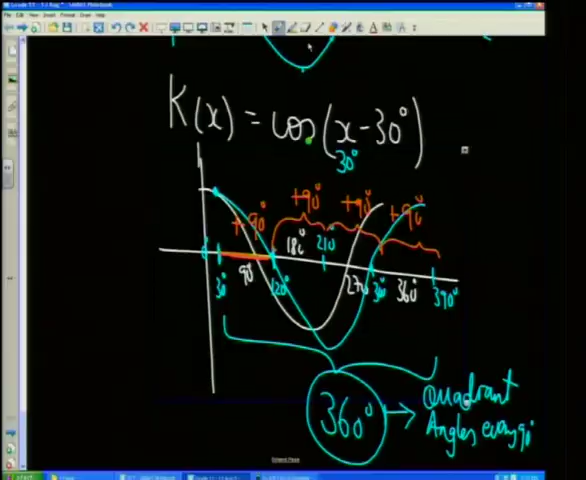 K(x) = cos(x-30°)
30°
+90° +90° +90° +90°
180° 210°
30° 90° 120° 270° 300° 360° 390°
360° → Quadrant
Angles every 90°